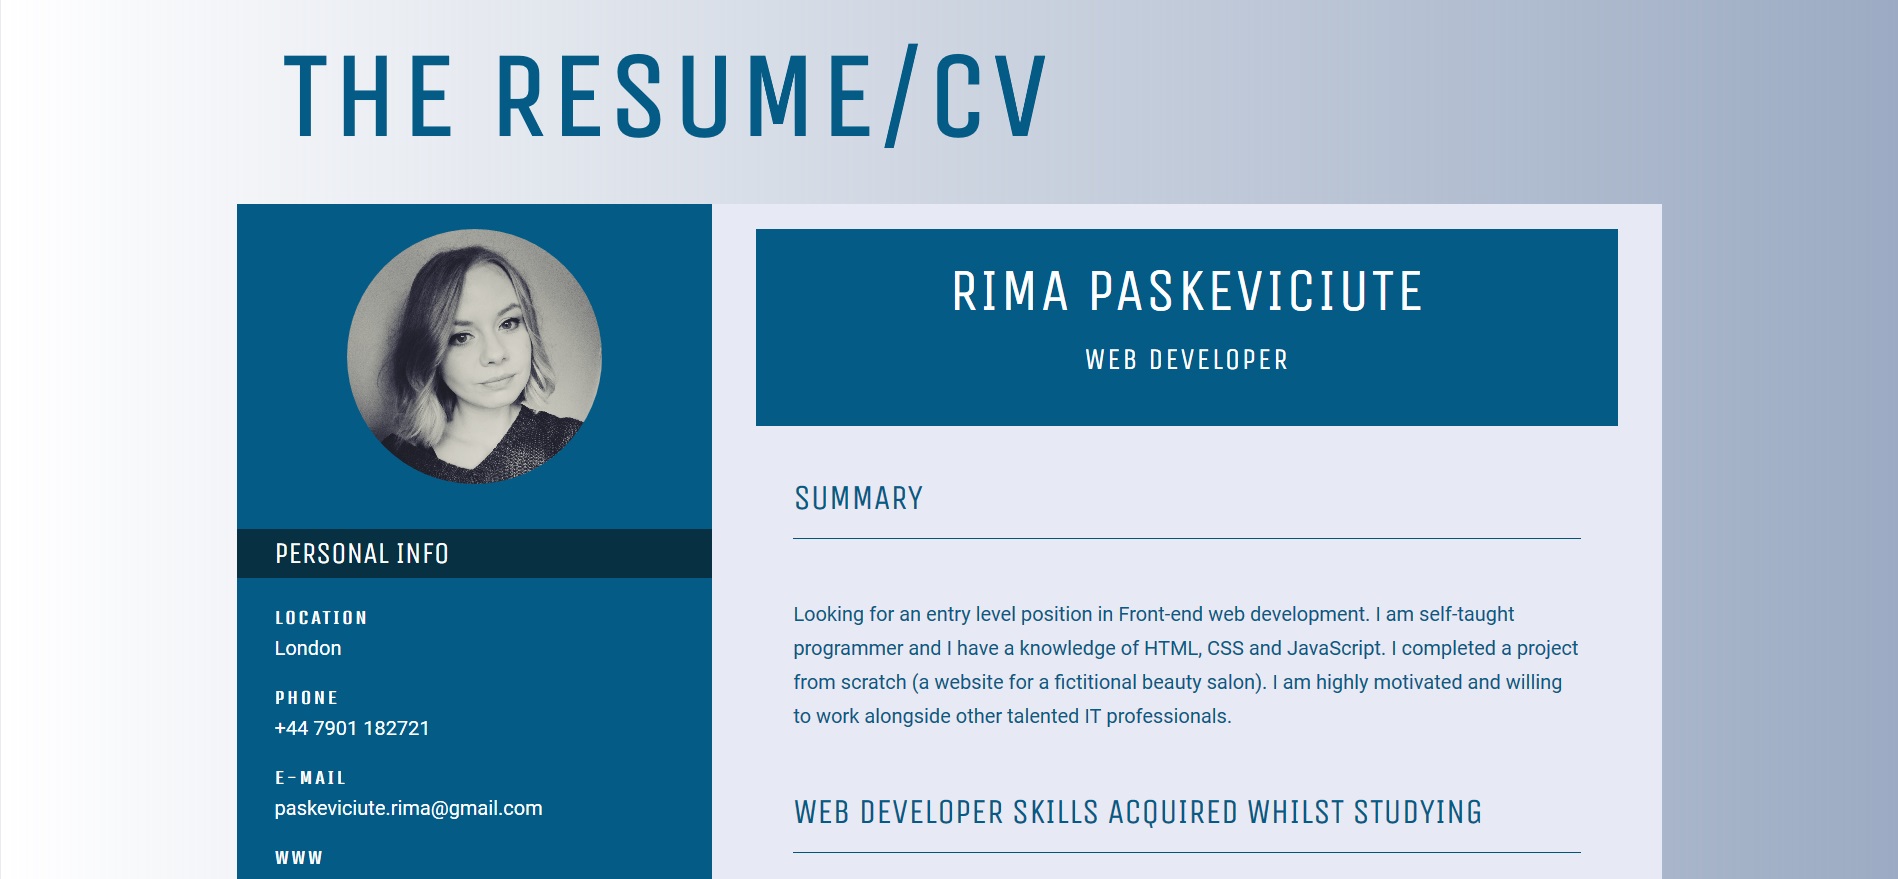 THE RESUME/CV
PERSONAL INFO
LOCATION
London
PHONE
+44 7901 182721
E-MAIL
paskeviciute.rima@gmail.com
WWW
RIMA PASKEVICIUTE
WEB DEVELOPER
SUMMARY
Looking for an entry level position in Front-end web development. I am self-taught
programmer and I have a knowledge of HTML, CSS and JavaScript. I completed a project
from scratch (a website for a fictitional beauty salon). I am highly motivated and willing
to work alongside other talented IT professionals.
WEB DEVELOPER SKILLS ACQUIRED WHILST STUDYING